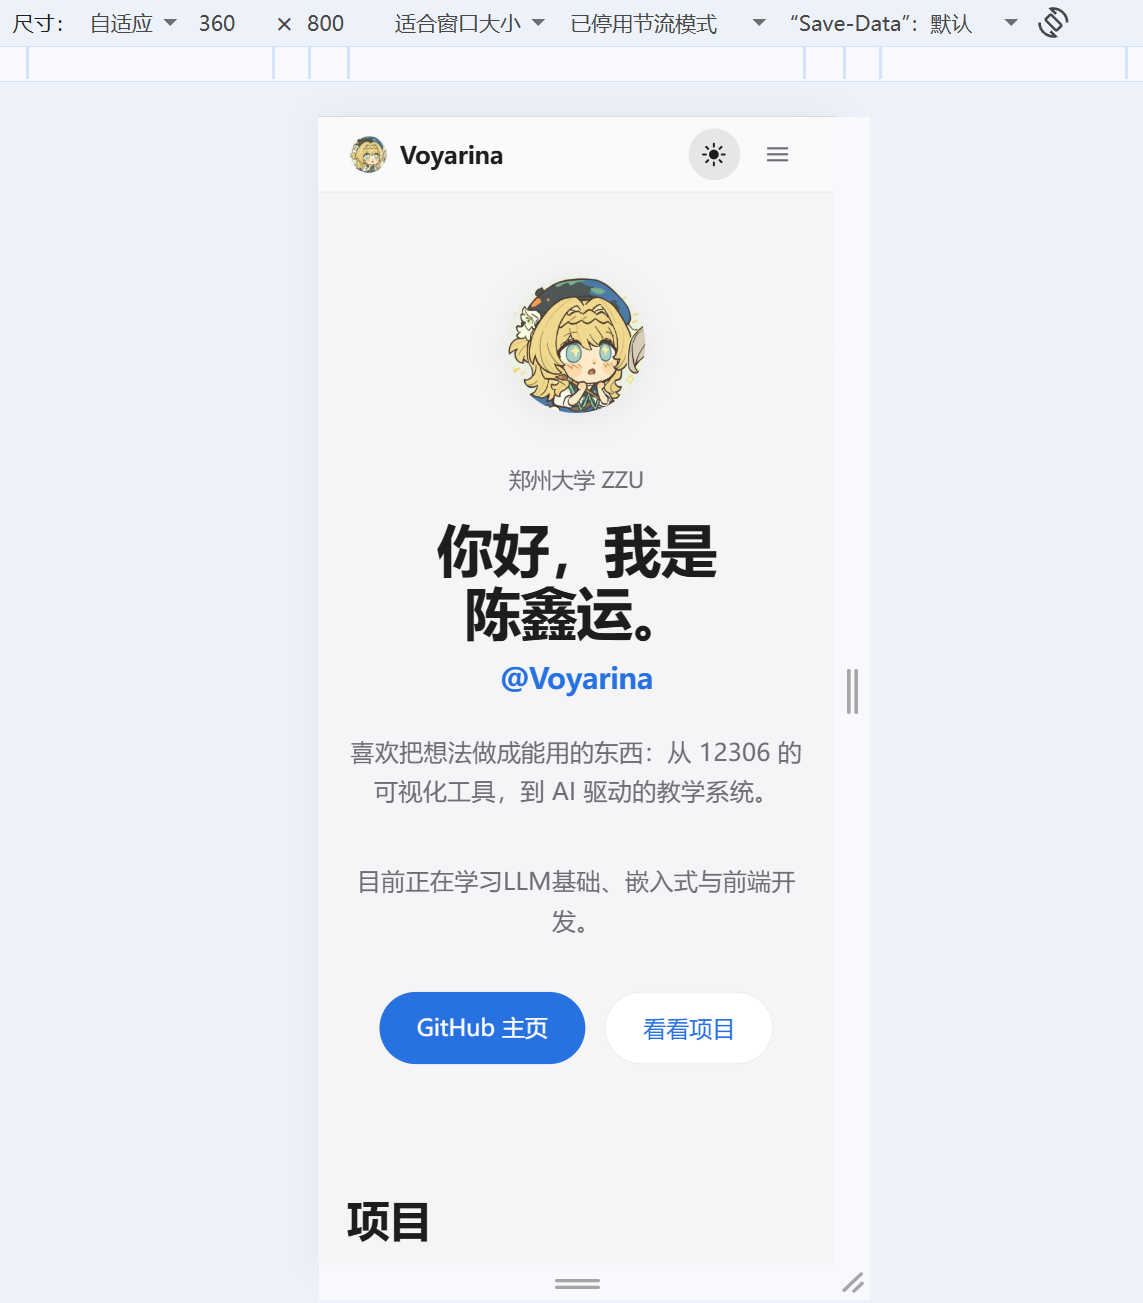 尺寸： 自适应 360 × 800 适合窗口大小 已停用节流模式 “Save-Data”：默认
Voyarina
郑州大学 ZZU
你好，我是
陈鑫运。
@Voyarina
喜欢把想法做成能用的东西：从 12306 的
可视化工具，到 AI 驱动的教学系统。
目前正在学习LLM基础、嵌入式与前端开
发。
GitHub 主页 看看项目
项目